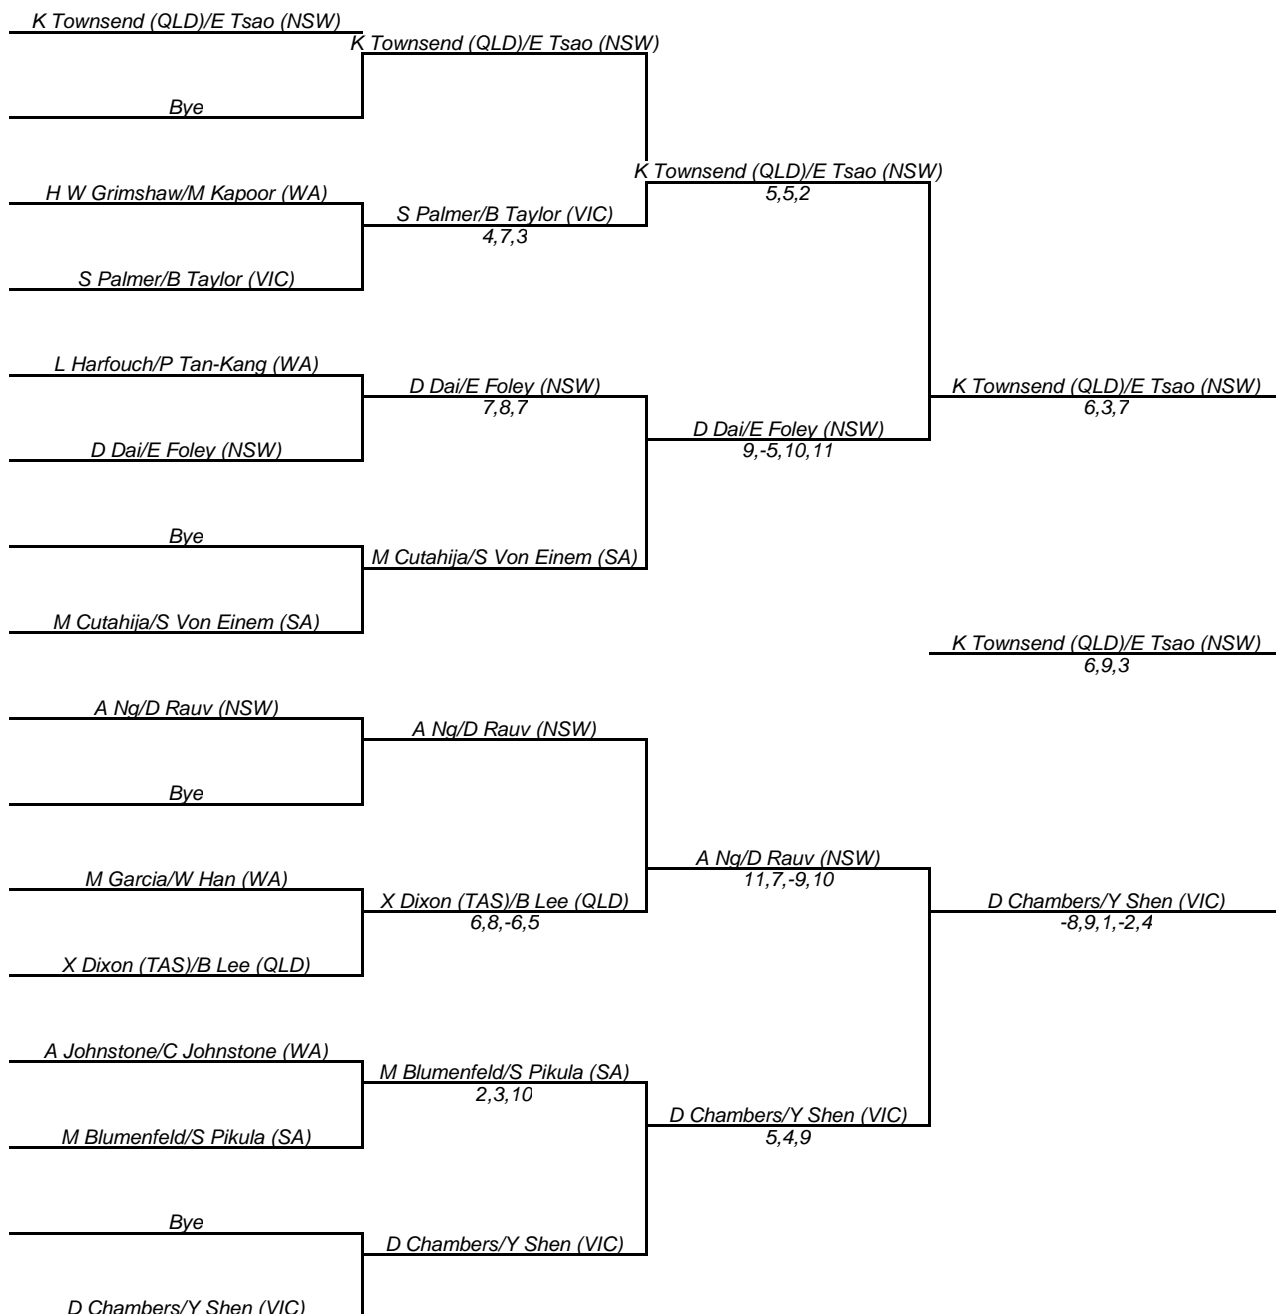 K Townsend (QLD)/E Tsao (NSW)
K Townsend (QLD)/E Tsao (NSW)
Bye
K Townsend (QLD)/E Tsao (NSW)
5,5,2
H W Grimshaw/M Kapoor (WA)
S Palmer/B Taylor (VIC)
4,7,3
S Palmer/B Taylor (VIC)
L Harfouch/P Tan-Kang (WA)
D Dai/E Foley (NSW)
7,8,7
K Townsend (QLD)/E Tsao (NSW)
6,3,7
D Dai/E Foley (NSW)
D Dai/E Foley (NSW)
9,-5,10,11
Bye
M Cutahija/S Von Einem (SA)
M Cutahija/S Von Einem (SA)
K Townsend (QLD)/E Tsao (NSW)
6,9,3
A Ng/D Rauv (NSW)
A Ng/D Rauv (NSW)
Bye
A Ng/D Rauv (NSW)
11,7,-9,10
M Garcia/W Han (WA)
X Dixon (TAS)/B Lee (QLD)
6,8,-6,5
D Chambers/Y Shen (VIC)
-8,9,1,-2,4
X Dixon (TAS)/B Lee (QLD)
A Johnstone/C Johnstone (WA)
M Blumenfeld/S Pikula (SA)
2,3,10
D Chambers/Y Shen (VIC)
5,4,9
M Blumenfeld/S Pikula (SA)
Bye
D Chambers/Y Shen (VIC)
D Chambers/Y Shen (VIC)